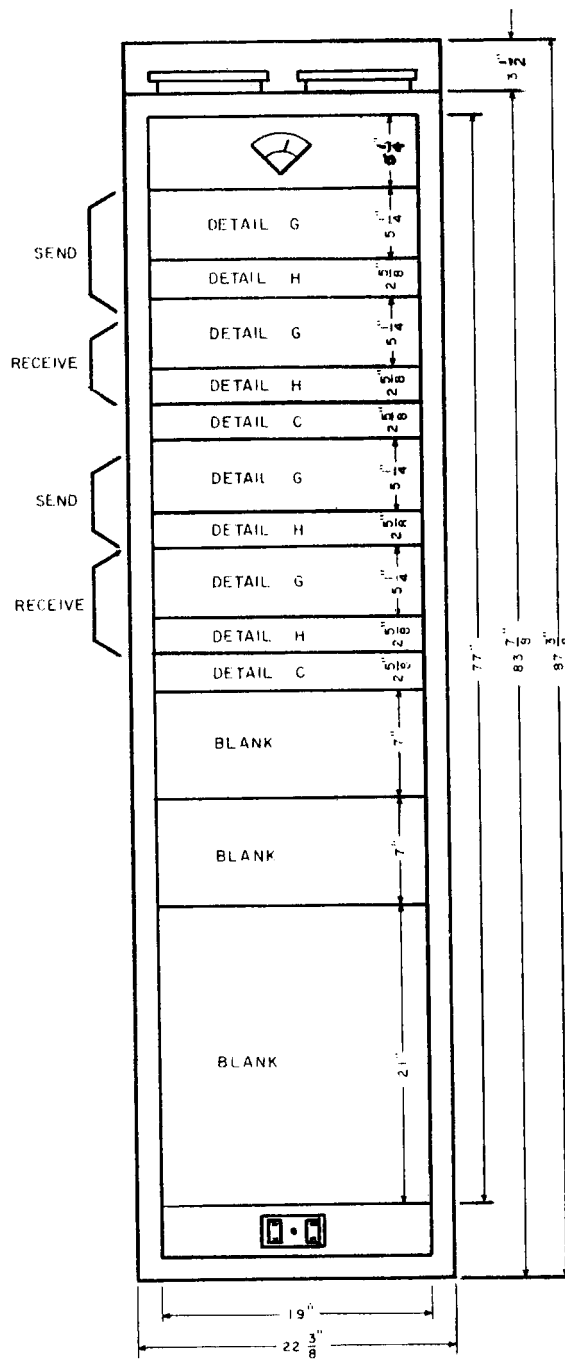 3 1/2"
DETAIL G
5 1/4"
SEND
DETAIL H
2 5/8"
DETAIL G
5 1/4"
RECEIVE
DETAIL H
2 5/8"
DETAIL C
2 5/8"
DETAIL G
5 1/4"
SEND
DETAIL H
2 5/8"
DETAIL G
5 1/4"
RECEIVE
DETAIL H
2 5/8"
DETAIL C
2 5/8"
77"
83 7/8"
87 3/8"
BLANK
7"
BLANK
7"
BLANK
21"
19"
22 3/8"